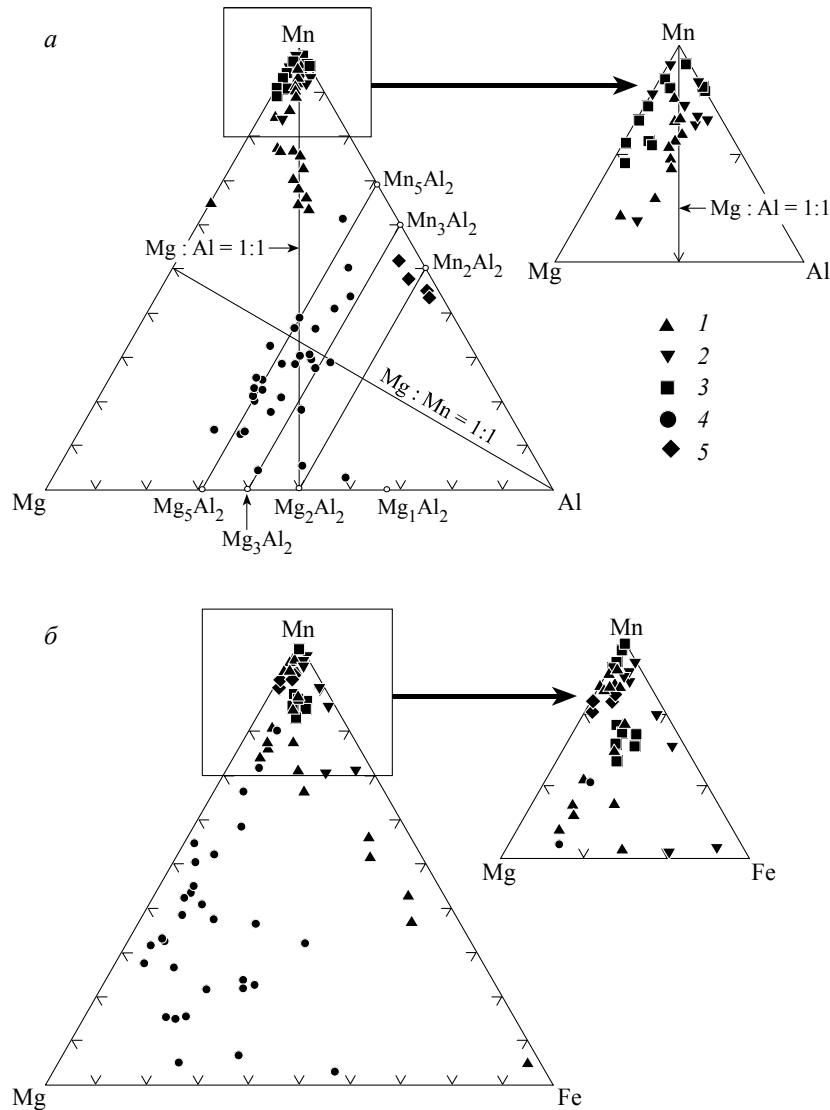 а
Mn
Mn
Mn₅Al₂
Mn₃Al₂
Mg : Al = 1:1
Mg : Al = 1:1
Mn₂Al₂
Mg
Al
1
2
3
4
5
Mg : Mn = 1:1
Mg
Mg₅Al₂
Mg₂Al₂
Mg₁Al₂
Al
Mg₃Al₂
б
Mn
Mn
Mg
Fe
Mg
Fe